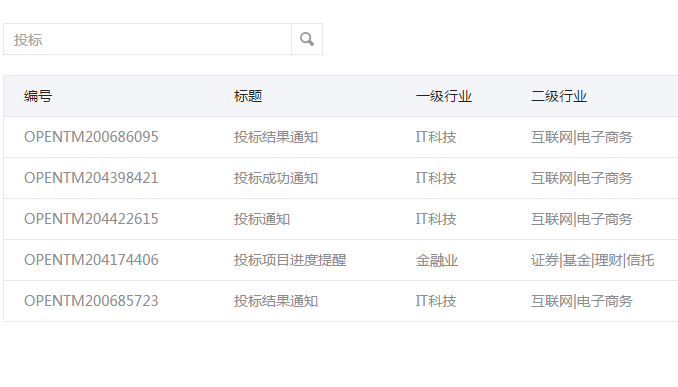 投标
编号 标题 一级行业 二级行业
OPENTM200686095 投标结果通知 IT科技 互联网|电子商务
OPENTM204398421 投标成功通知 IT科技 互联网|电子商务
OPENTM204422615 投标通知 IT科技 互联网|电子商务
OPENTM204174406 投标项目进度提醒 金融业 证券|基金|理财|信托
OPENTM200685723 投标结果通知 IT科技 互联网|电子商务